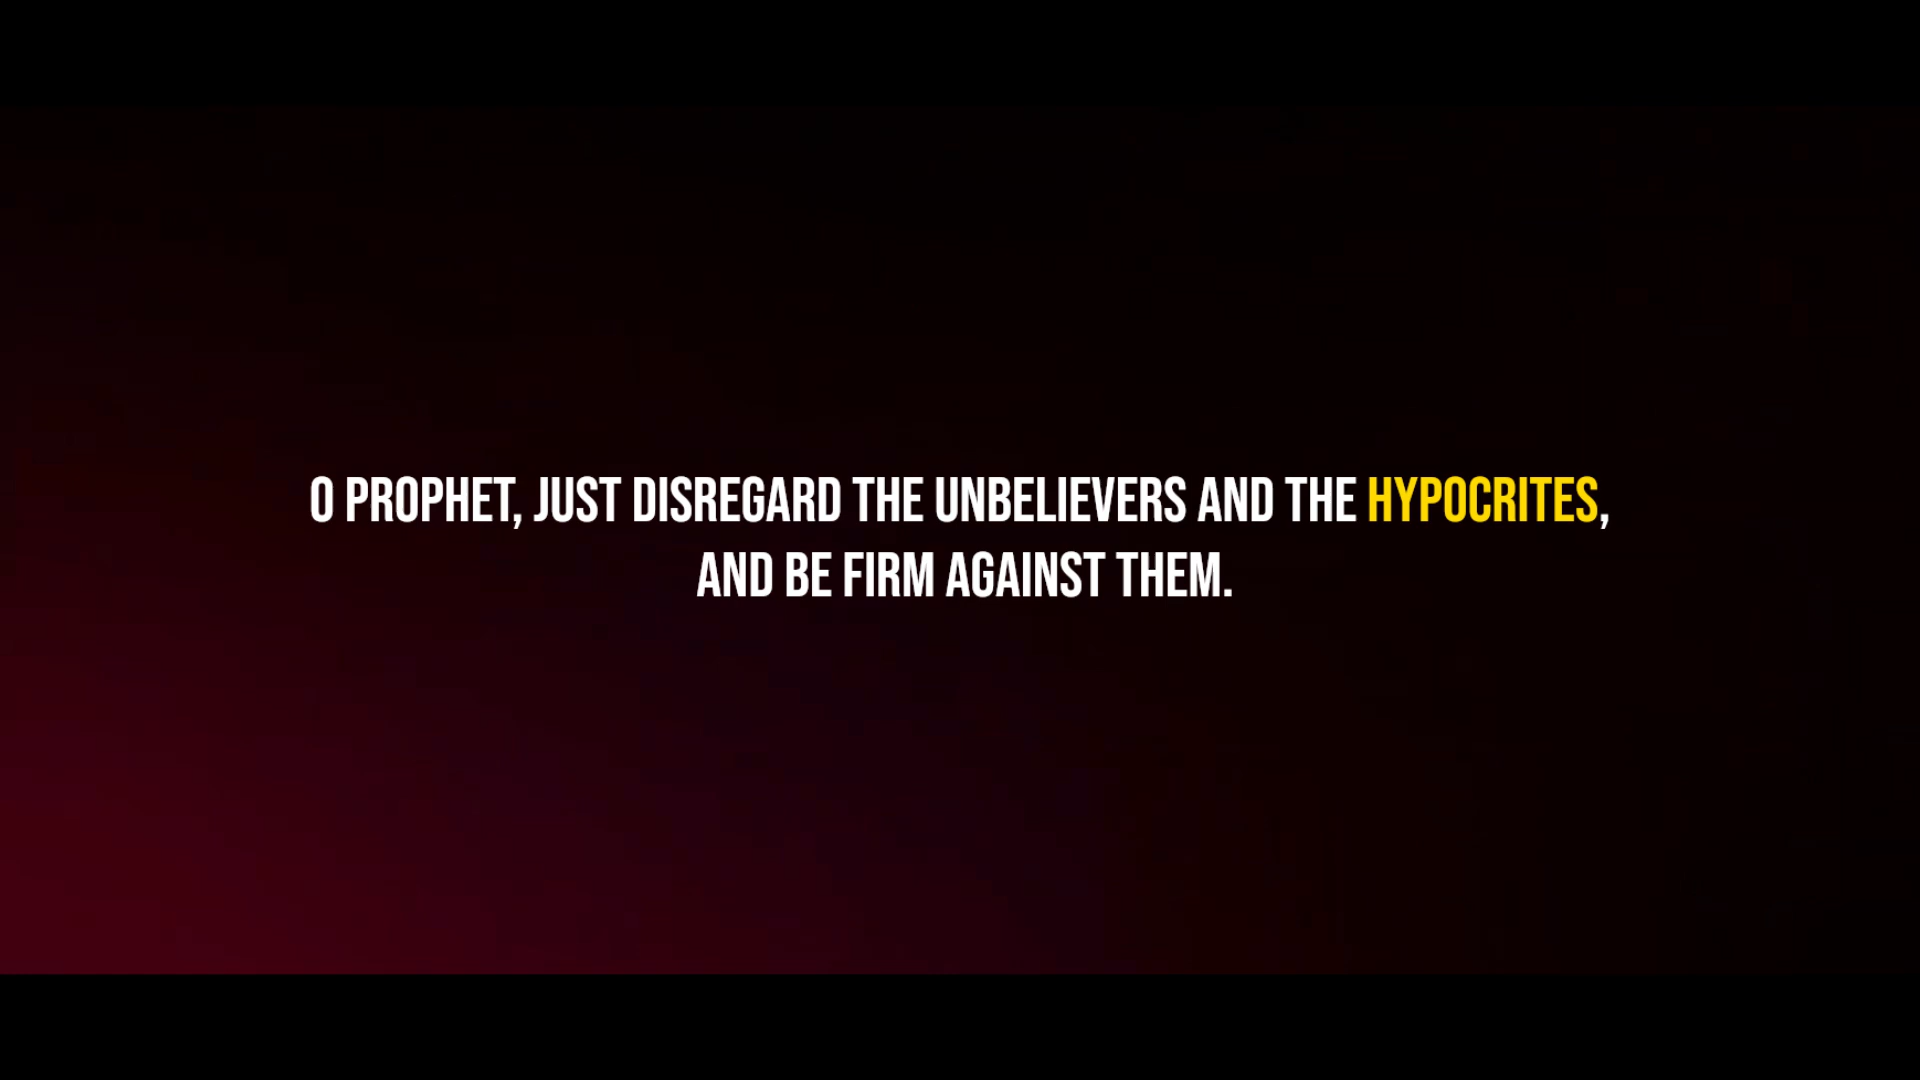 O PROPHET, JUST DISREGARD THE UNBELIEVERS AND THE HYPOCRITES,
AND BE FIRM AGAINST THEM.